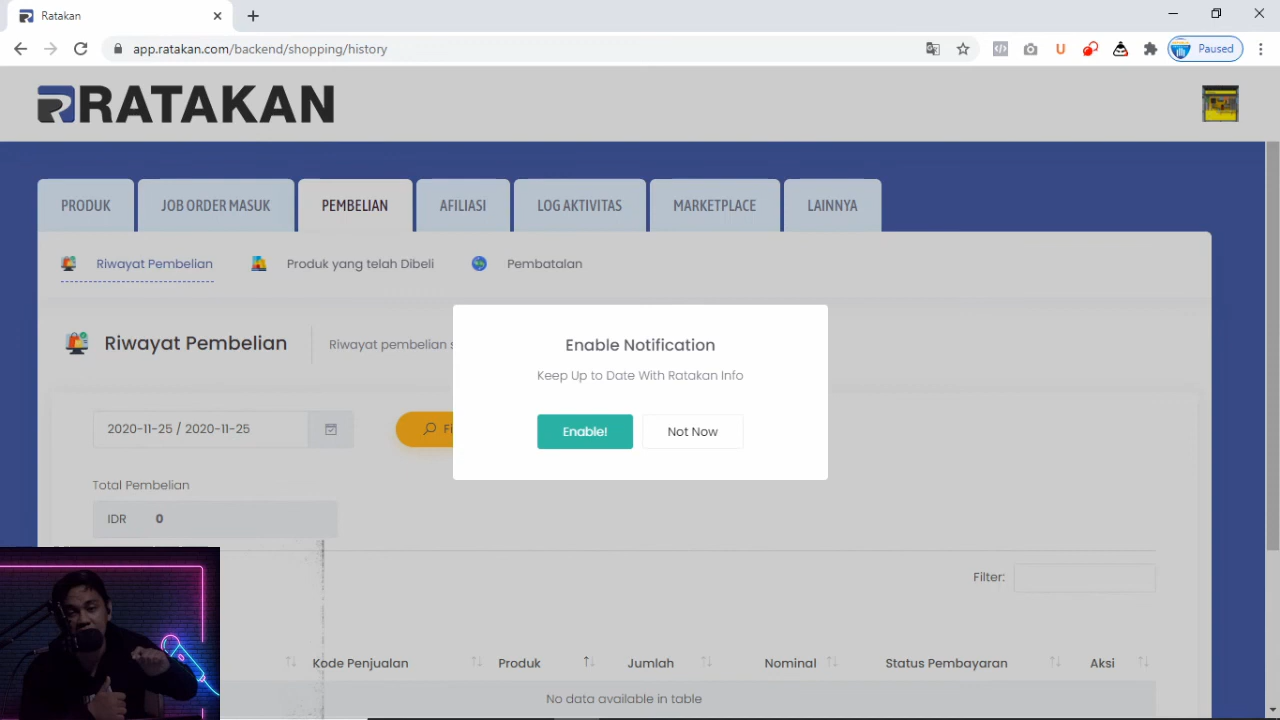 Ratakan
app.ratakan.com/backend/shopping/history
U
Paused
RATAKAN
PRODUK
JOB ORDER MASUK
PEMBELIAN
AFILIASI
LOG AKTIVITAS
MARKETPLACE
LAINNYA
Riwayat Pembelian
Produk yang telah Dibeli
Pembatalan
Riwayat Pembelian
Riwayat pembelian s
Enable Notification
Keep Up to Date With Ratakan Info
Enable!
Not Now
2020-11-25 / 2020-11-25
Fi
Total Pembelian
IDR 0
Filter:
Kode Penjualan
Produk
Jumlah
Nominal
Status Pembayaran
Aksi
No data available in table